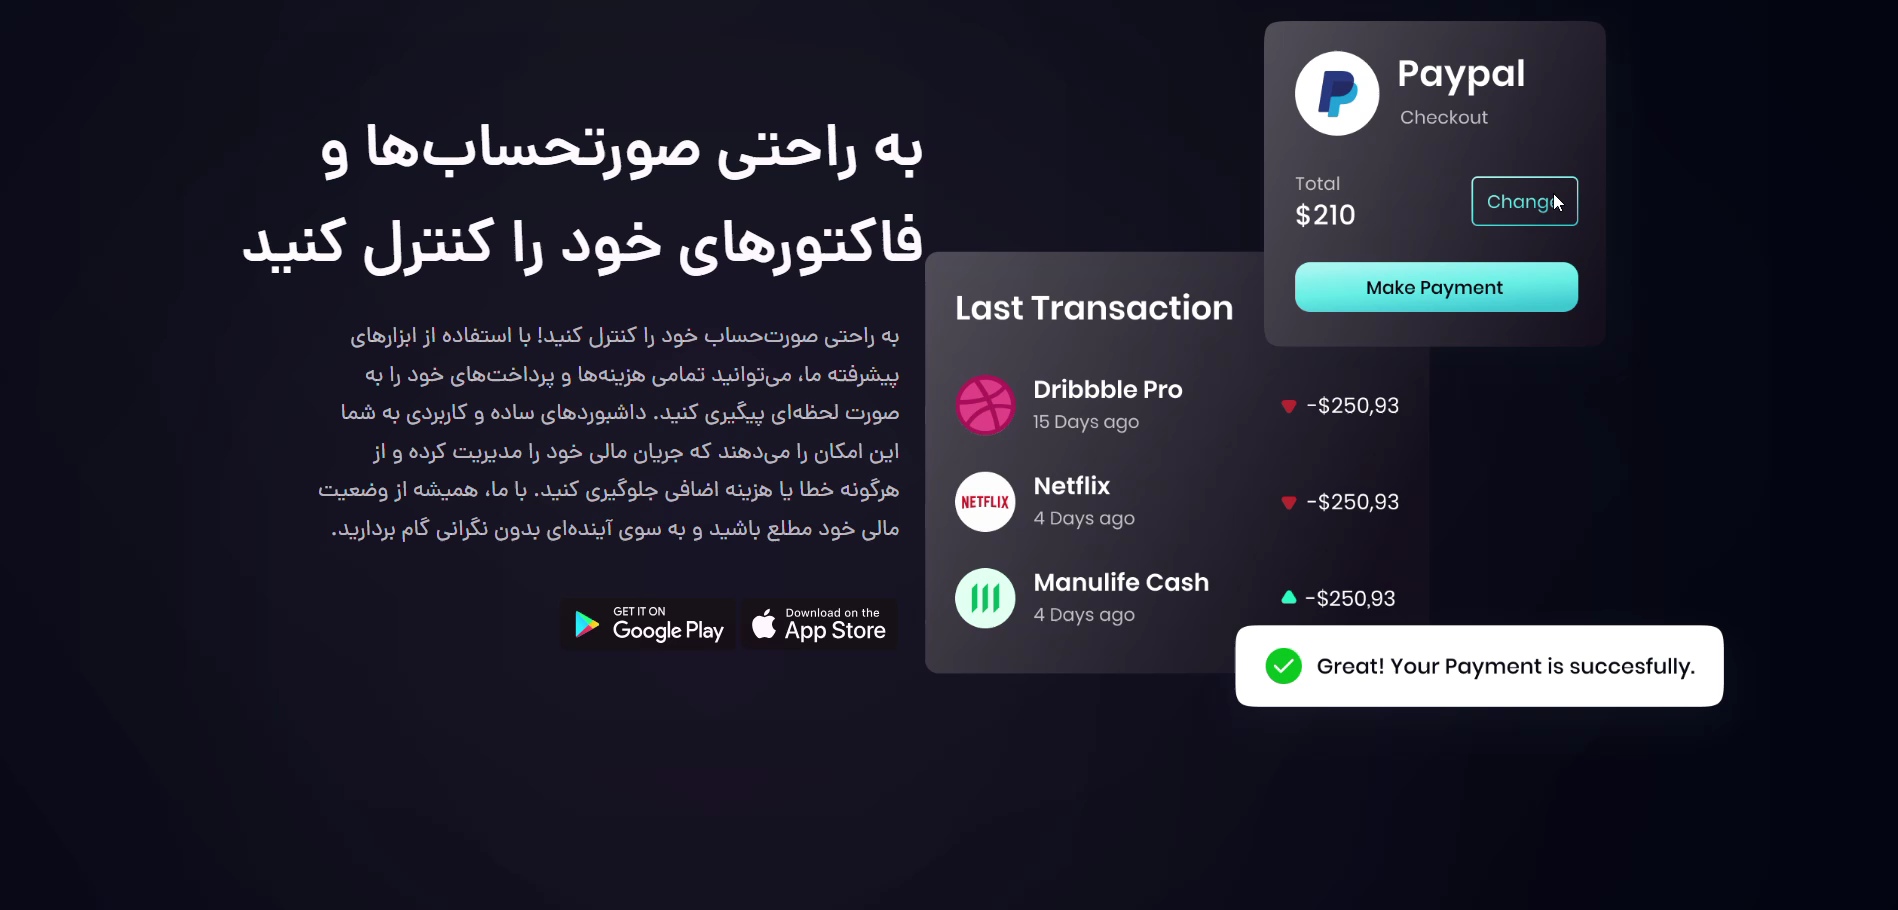 به راحتی صورتحساب‌ها و
فاکتورهای خود را کنترل کنید
به راحتی صورت‌حساب خود را کنترل کنید! با استفاده از ابزارهای
پیشرفته ما، می‌توانید تمامی هزینه‌ها و پرداخت‌های خود را به
صورت لحظه‌ای پیگیری کنید. داشبوردهای ساده و کاربردی به شما
این امکان را می‌دهند که جریان مالی خود را مدیریت کرده و از
هرگونه خطا یا هزینه اضافی جلوگیری کنید. با ما، همیشه از وضعیت
مالی خود مطلع باشید و به سوی آینده‌ای بدون نگرانی گام بردارید.
GET IT ON
Google Play
Download on the
App Store
Paypal
Checkout
Total
$210
Change
Make Payment
Last Transaction
Dribbble Pro
15 Days ago
-$250,93
NETFLIX
Netflix
4 Days ago
-$250,93
Manulife Cash
4 Days ago
-$250,93
Great! Your Payment is succesfully.